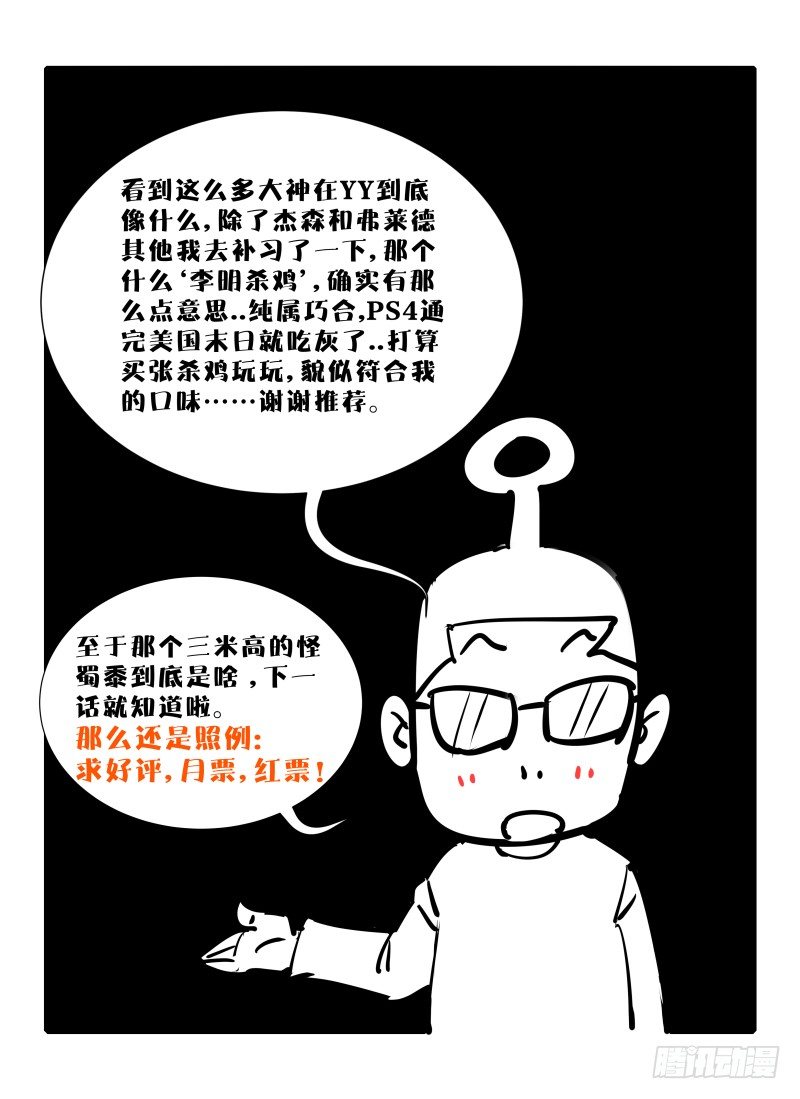 看到这么多大神在YY到底
像什么,除了杰森和弗莱德
其他我去补习了一下,那个
什么‘李明杀鸡’,确实有那
么点意思..纯属巧合,PS4通
完美国末日就吃灰了..打算
买张杀鸡玩玩,貌似符合我
的口味……谢谢推荐。
至于那个三米高的怪
蜀黍到底是啥,下一
话就知道啦。
那么还是照例:
求好评,月票,红票!
腾讯动漫